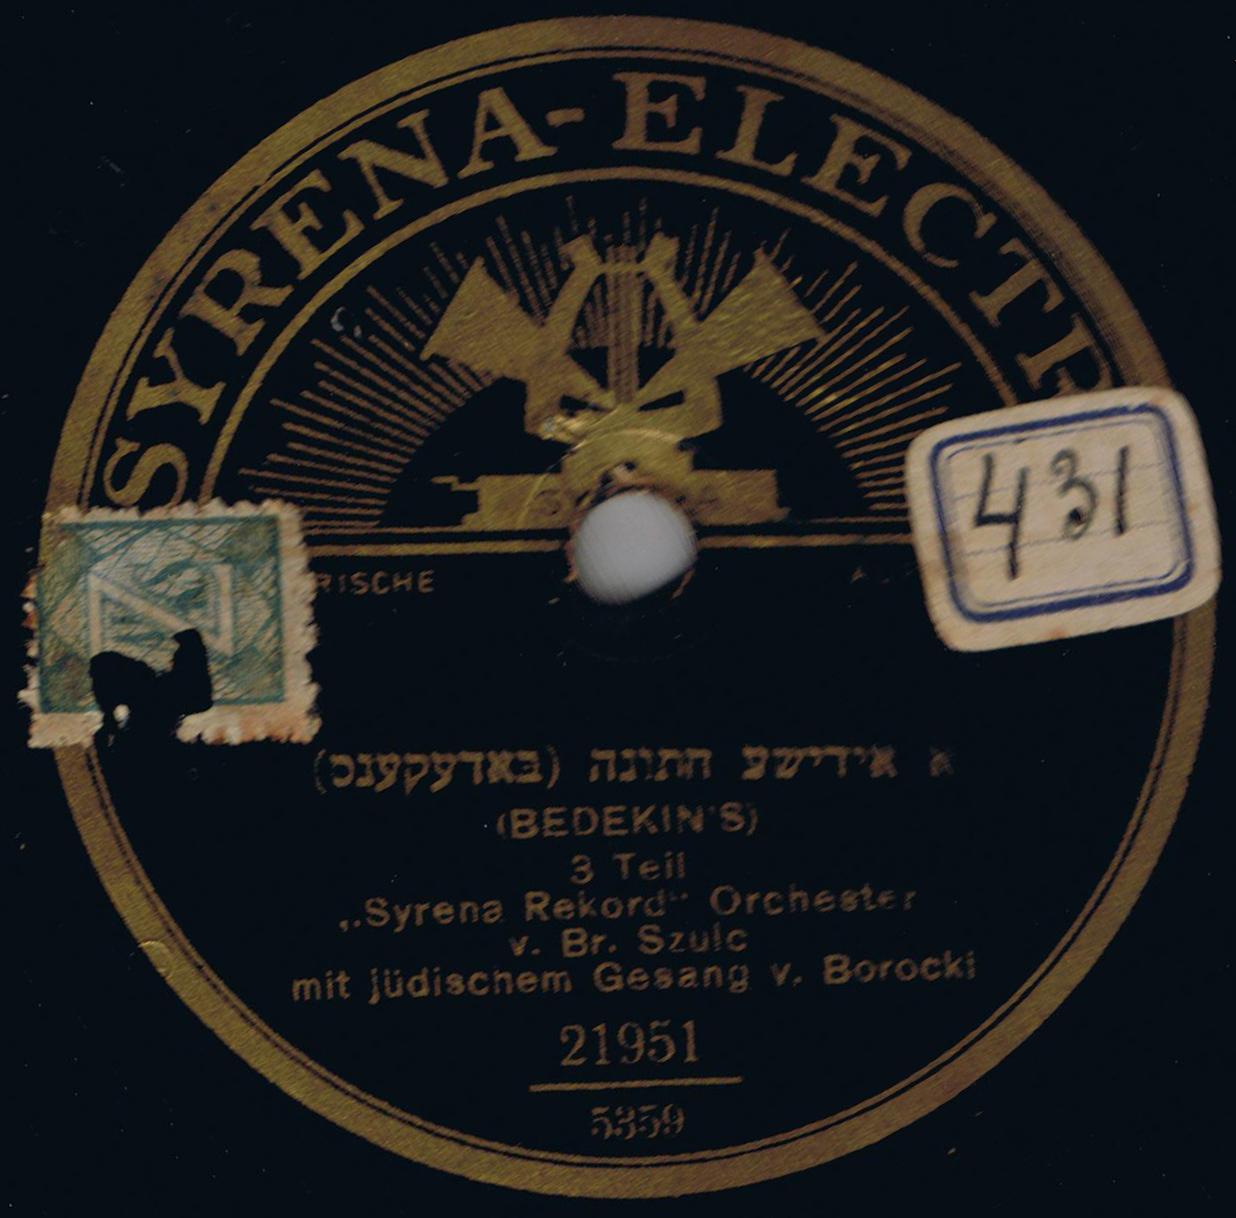 SYRENA-ELECTR
431
RISCHE
א אידישע חתונה (באדעקענס)
(BEDEKIN'S)
3 Teil
„Syrena Rekord“ Orchester
v. Br. Szulc
mit jüdischem Gesang v. Borocki
21951
5359